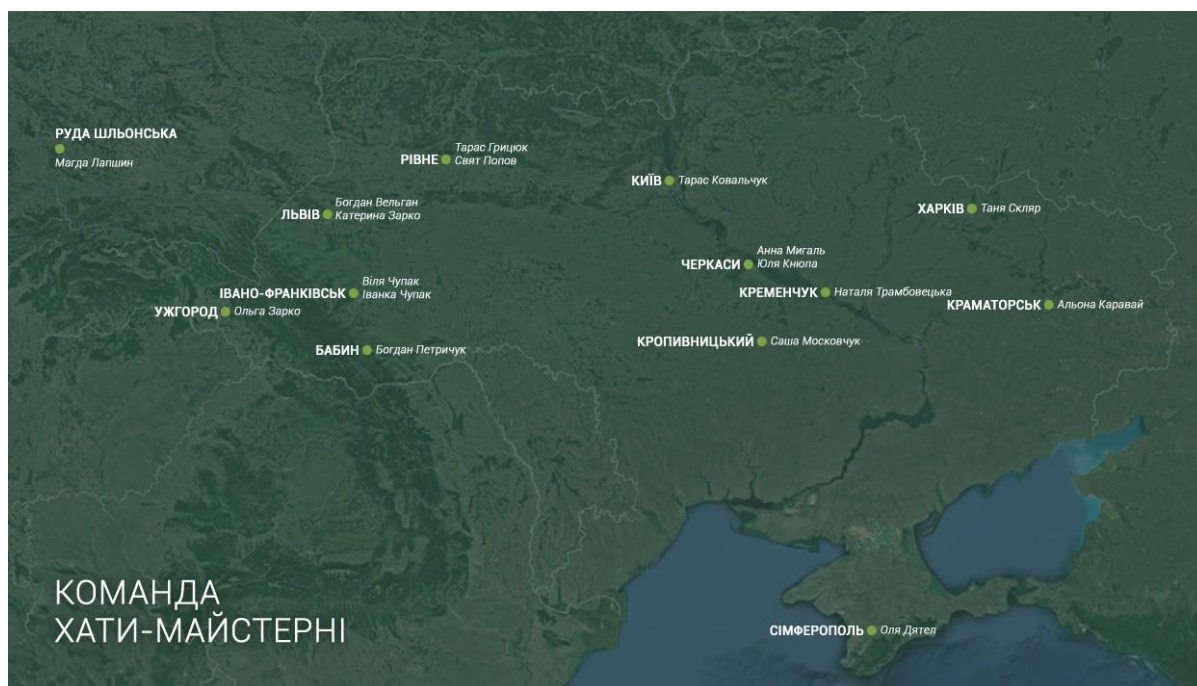 РУДА ШЛЬОНСЬКА
Магда Лапшин
РІВНЕ
Тарас Грицюк
Свят Попов
КИЇВ
Тарас Ковальчук
ЛЬВІВ
Богдан Вельган
Катерина Зарко
ХАРКІВ
Таня Скляр
ЧЕРКАСИ
Анна Мигаль
Юля Кнюпа
ІВАНО-ФРАНКІВСЬК
Віля Чупак
Іванка Чупак
КРЕМЕНЧУК
Наталя Трамбовецька
УЖГОРОД
Ольга Зарко
КРАМАТОРСЬК
Альона Каравай
БАБИН
Богдан Петричук
КРОПИВНИЦЬКИЙ
Саша Московчук
КОМАНДА
ХАТИ-МАЙСТЕРНІ
СІМФЕРОПОЛЬ
Оля Дятел